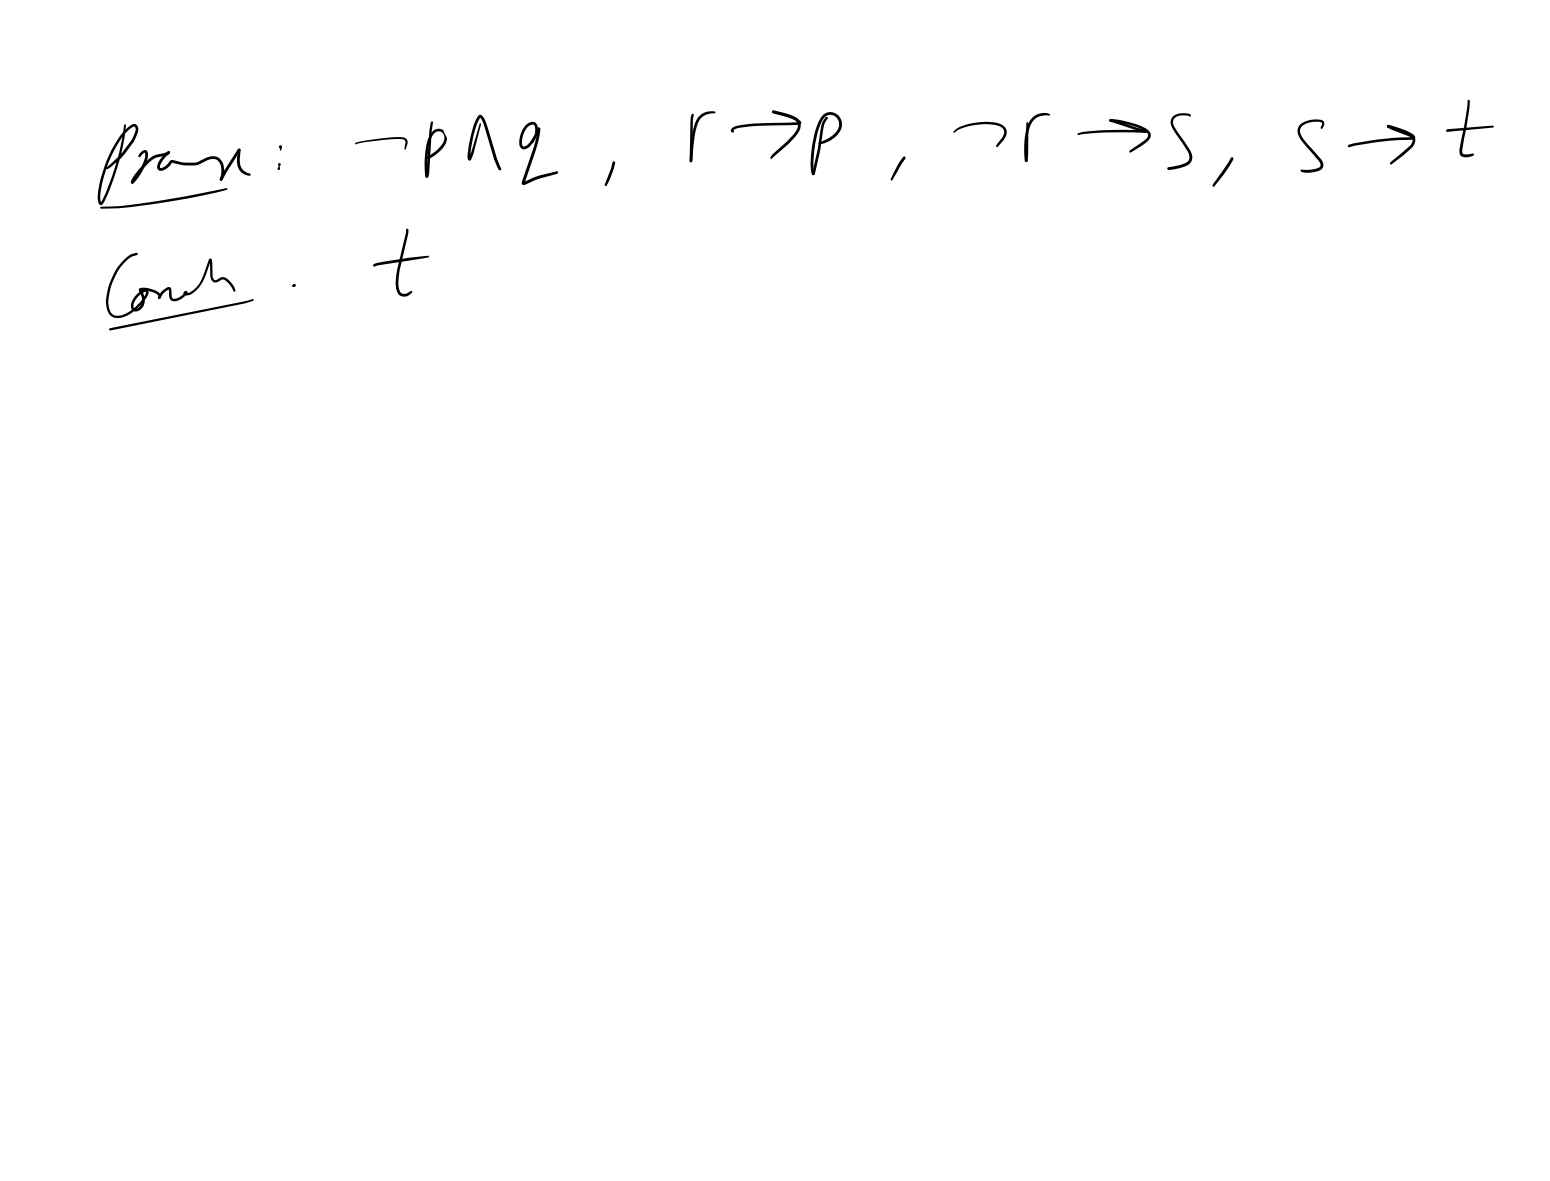 Prem: ¬p∧q, r→p, ¬r→s, s→t
Concl. t